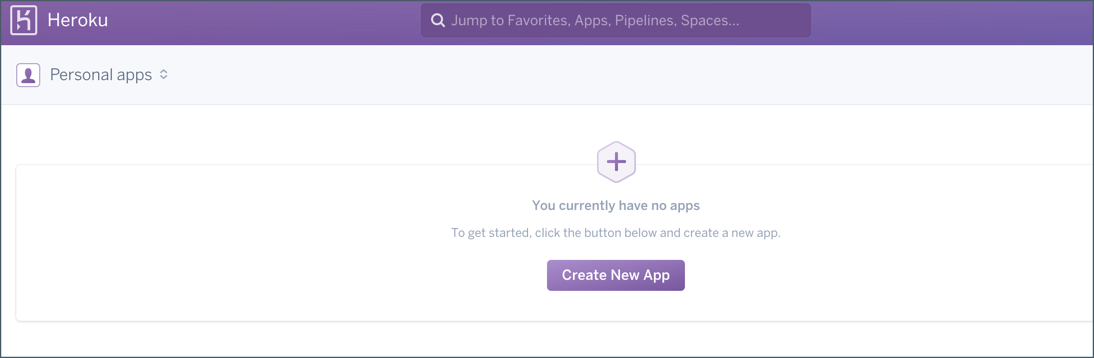 Heroku
Jump to Favorites, Apps, Pipelines, Spaces...
Personal apps
You currently have no apps
To get started, click the button below and create a new app.
Create New App